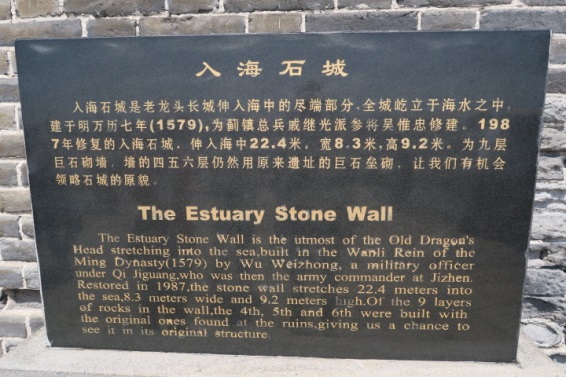 入海石城
入海石城是老龙头长城伸入海中的尽端部分,全城屹立于海水之中,
建于明万历七年(1579),为蓟镇总兵戚继光派参将吴惟忠修建。198
7年修复的入海石城,伸入海中22.4米。宽8.3米,高9.2米。为九层
巨石砌墙,墙的四五六层仍然用原来遗址的巨石垒砌,让我们有机会
领略石城的原貌。
The Estuary Stone Wall
The Estuary Stone Wall is the utmost of the Old Dragon's
Head stretching into the sea,built in the Wanli Rein of the
Ming Dynasty(1579) by Wu Weizhong, a military officer
under Qi Jiguang,who was then the army commander at Jizhen.
Restored in 1987,the stone wall stretches 22.4 meters into
the sea,8.3 meters wide and 9.2 meters high.Of the 9 layers
of rocks in the wall,the 4th, 5th and 6th were built with
the original ones found at the ruins.giving us a chance to
see it in its original structure.